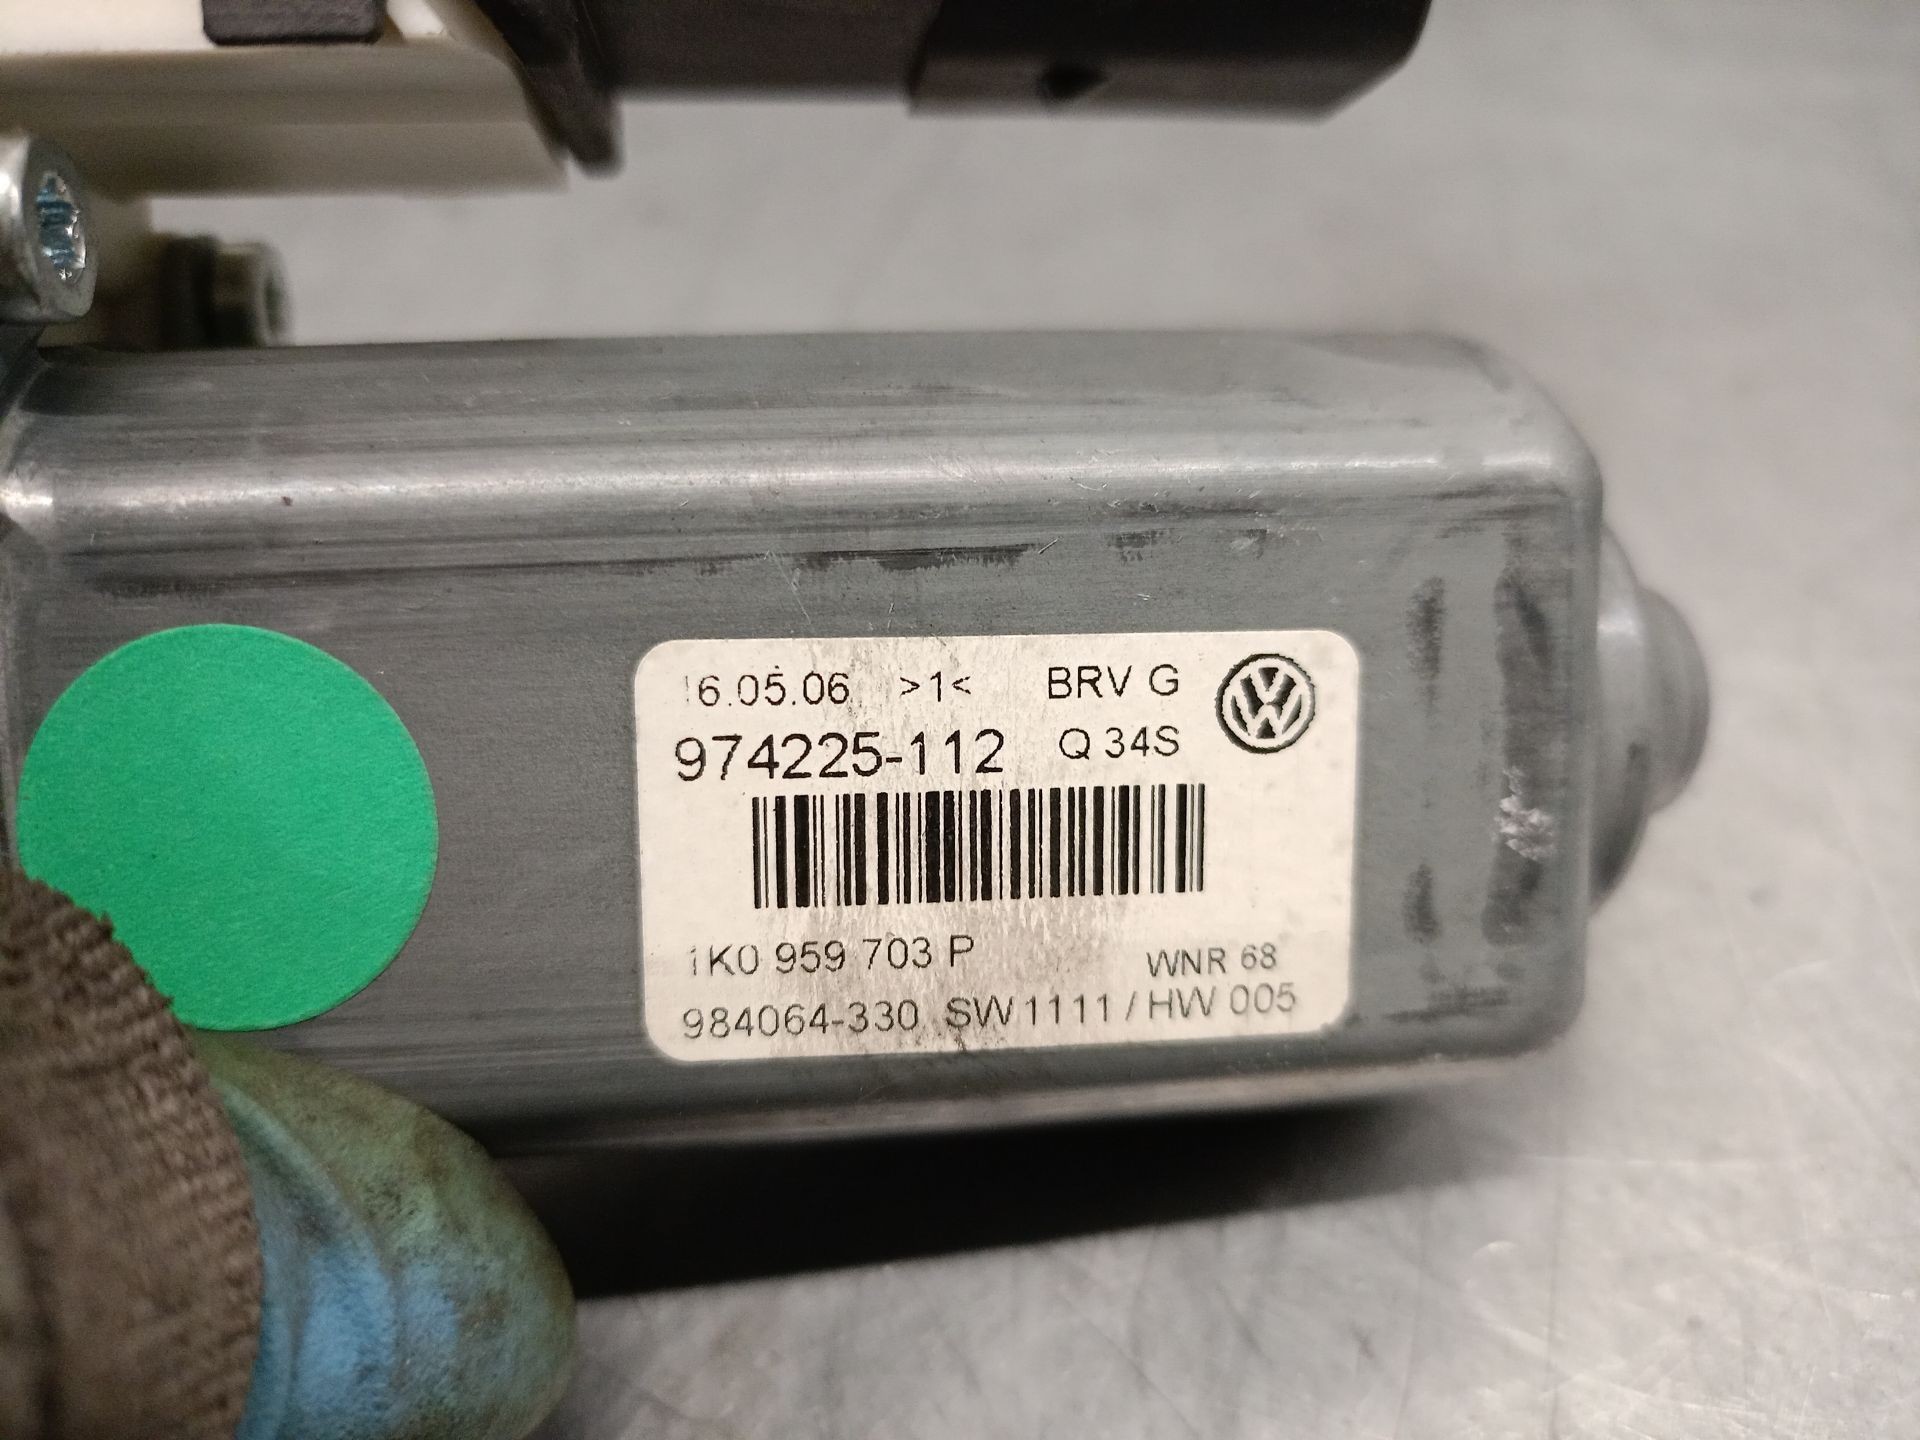 16.05.06 >1< BRV G
974225-112 Q 34S
1K0 959 703 P WNR 68
984064-330 SW1111 / HW 005